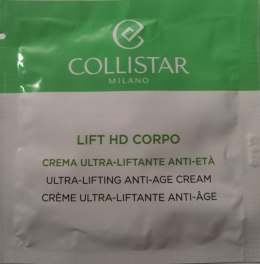 COLLISTAR
MILANO
LIFT HD CORPO
CREMA ULTRA-LIFTANTE ANTI-ETÀ
ULTRA-LIFTING ANTI-AGE CREAM
CRÈME ULTRA-LIFTANTE ANTI-ÂGE